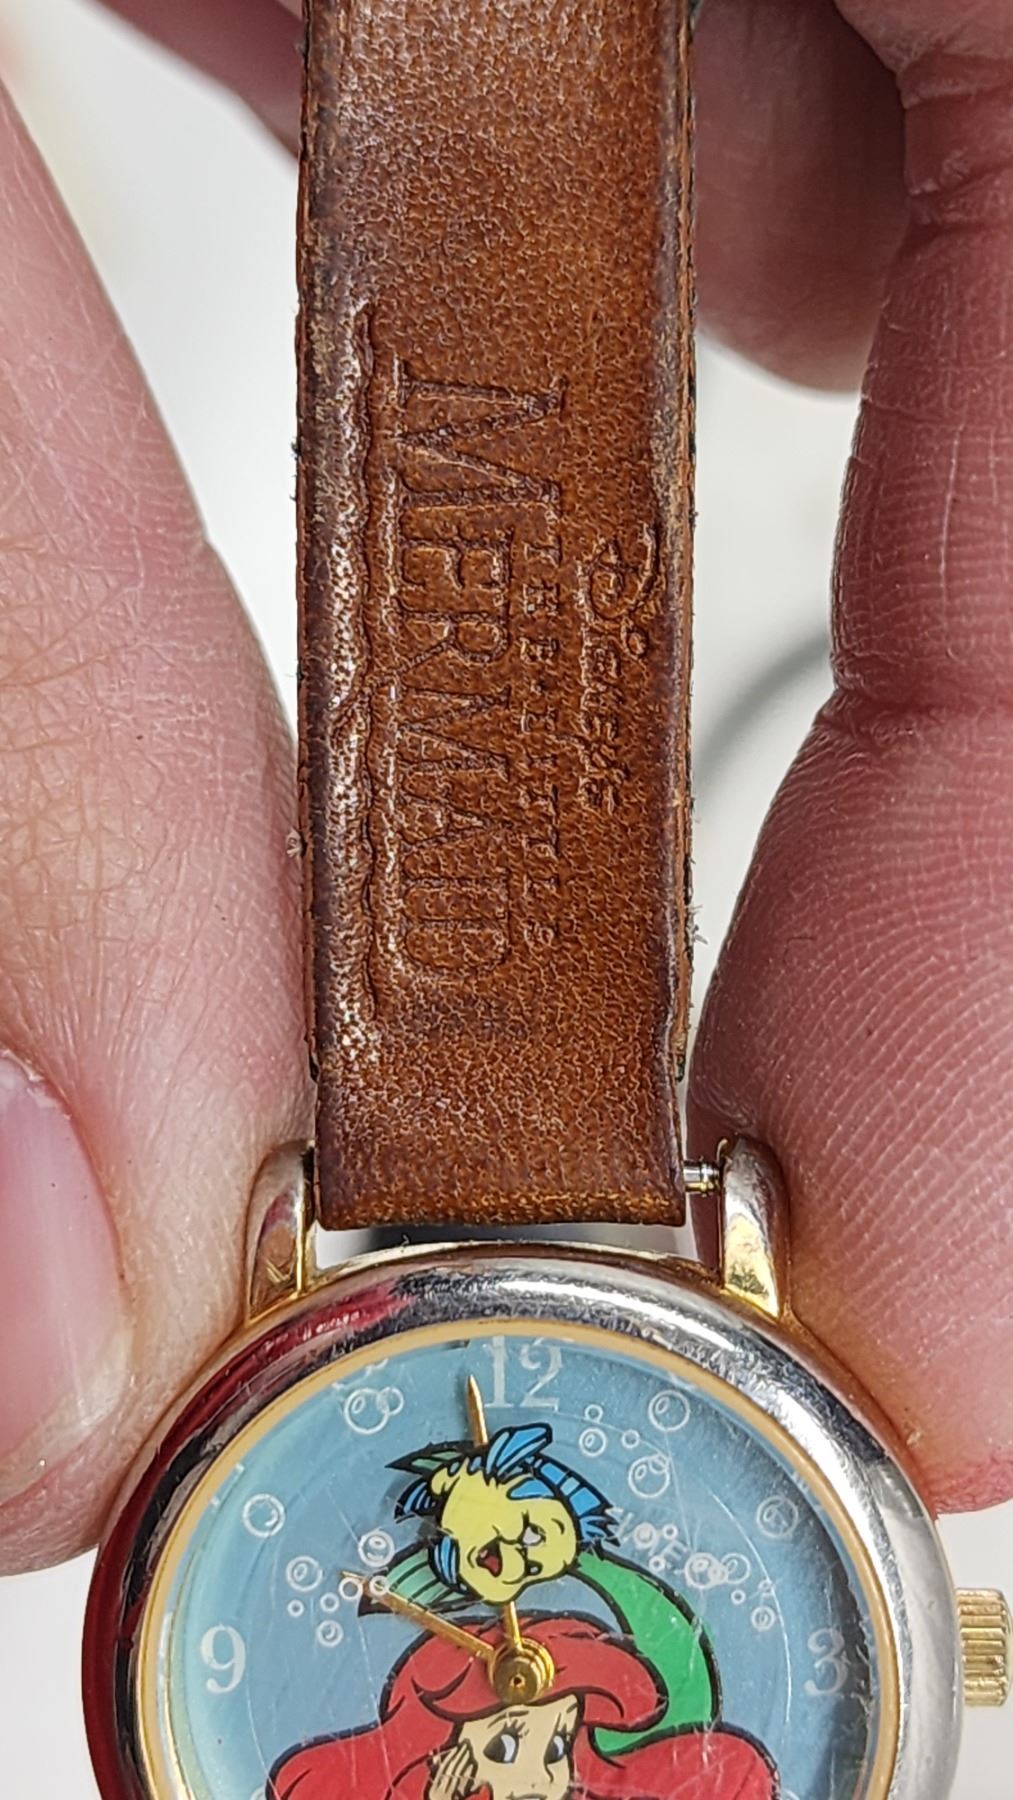 Disney's
THE LITTLE
MERMAID
12
9
3